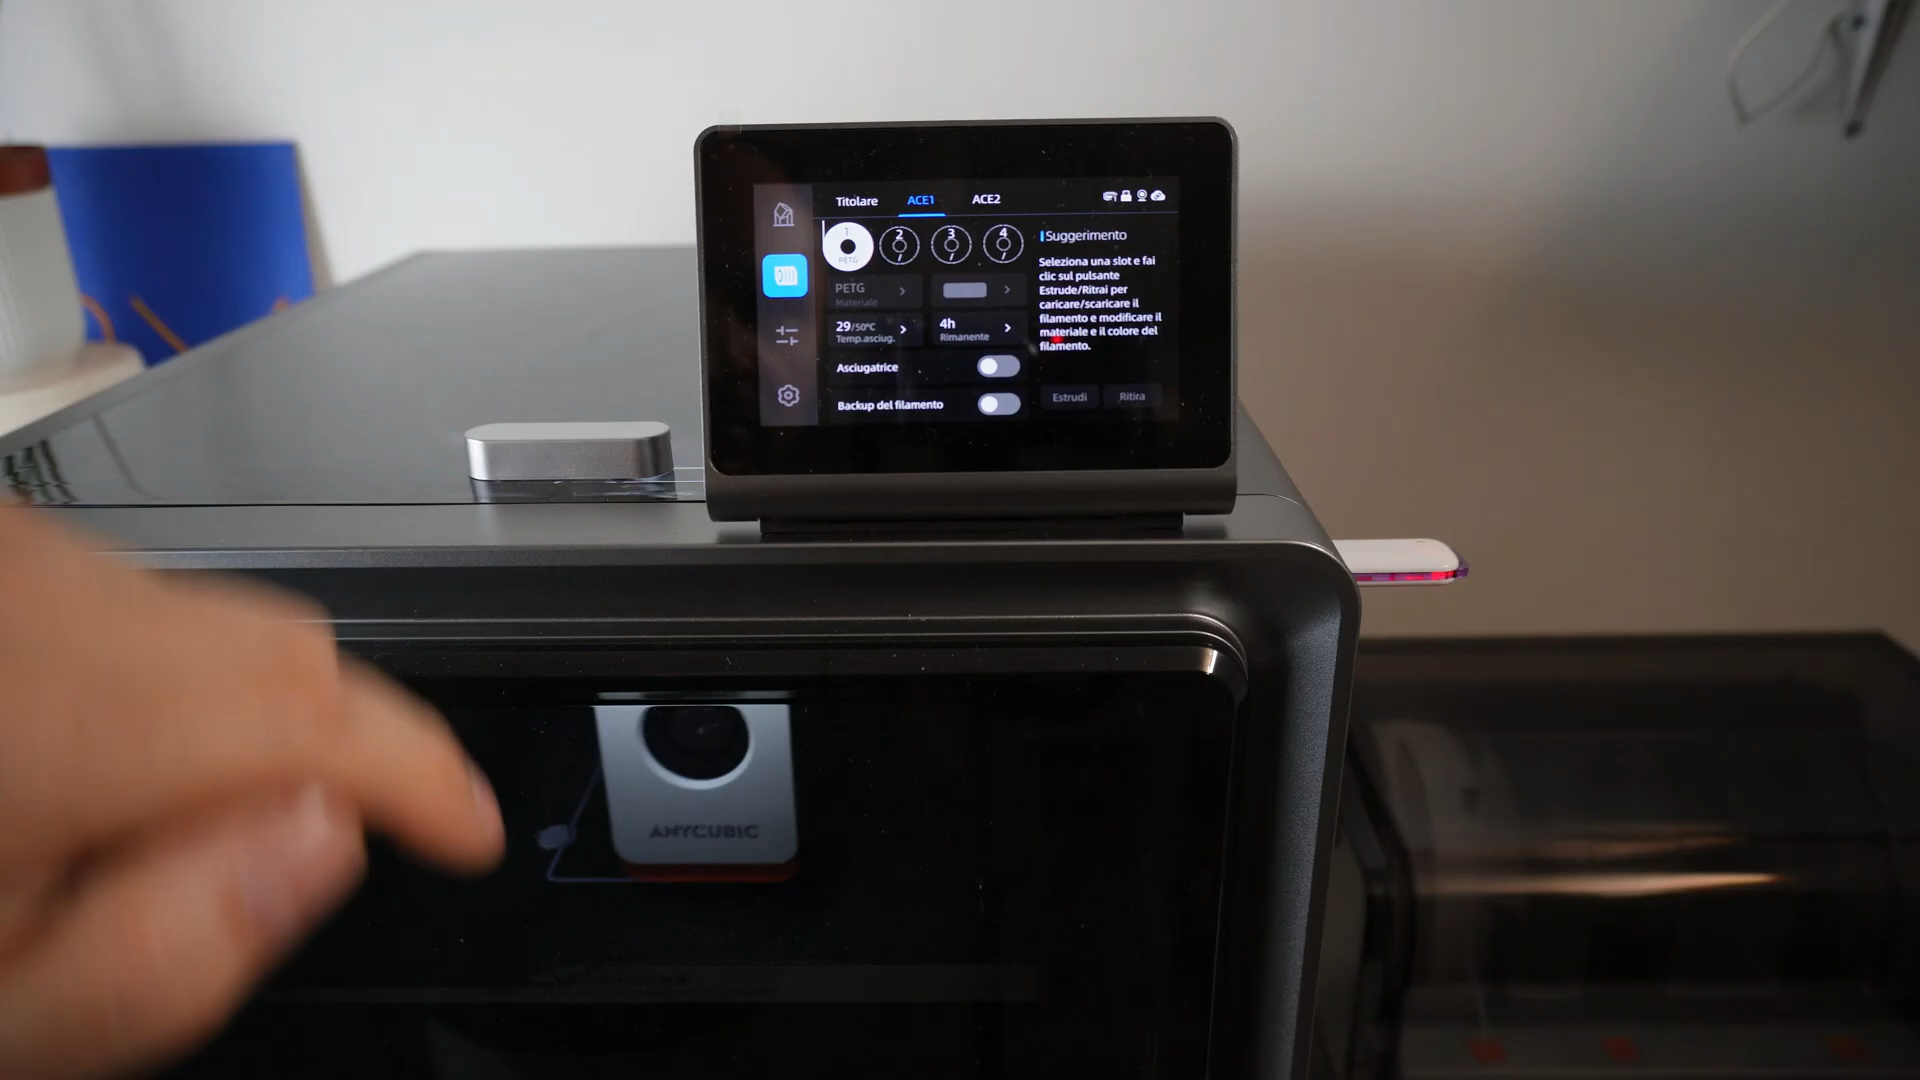 Titolare ACE1 ACE2
1 2 3 4
PETG
Suggerimento
PETG
Materiale
29/50°C
Temp.asciug.
4h
Rimanente
Asciugatrice
Backup del filamento
Seleziona una slot e fai
clic sul pulsante
Estrude/Ritrai per
caricare/scaricare il
filamento e modificare il
materiale e il colore del
filamento.
Estrudi Ritira
ANYCUBIC